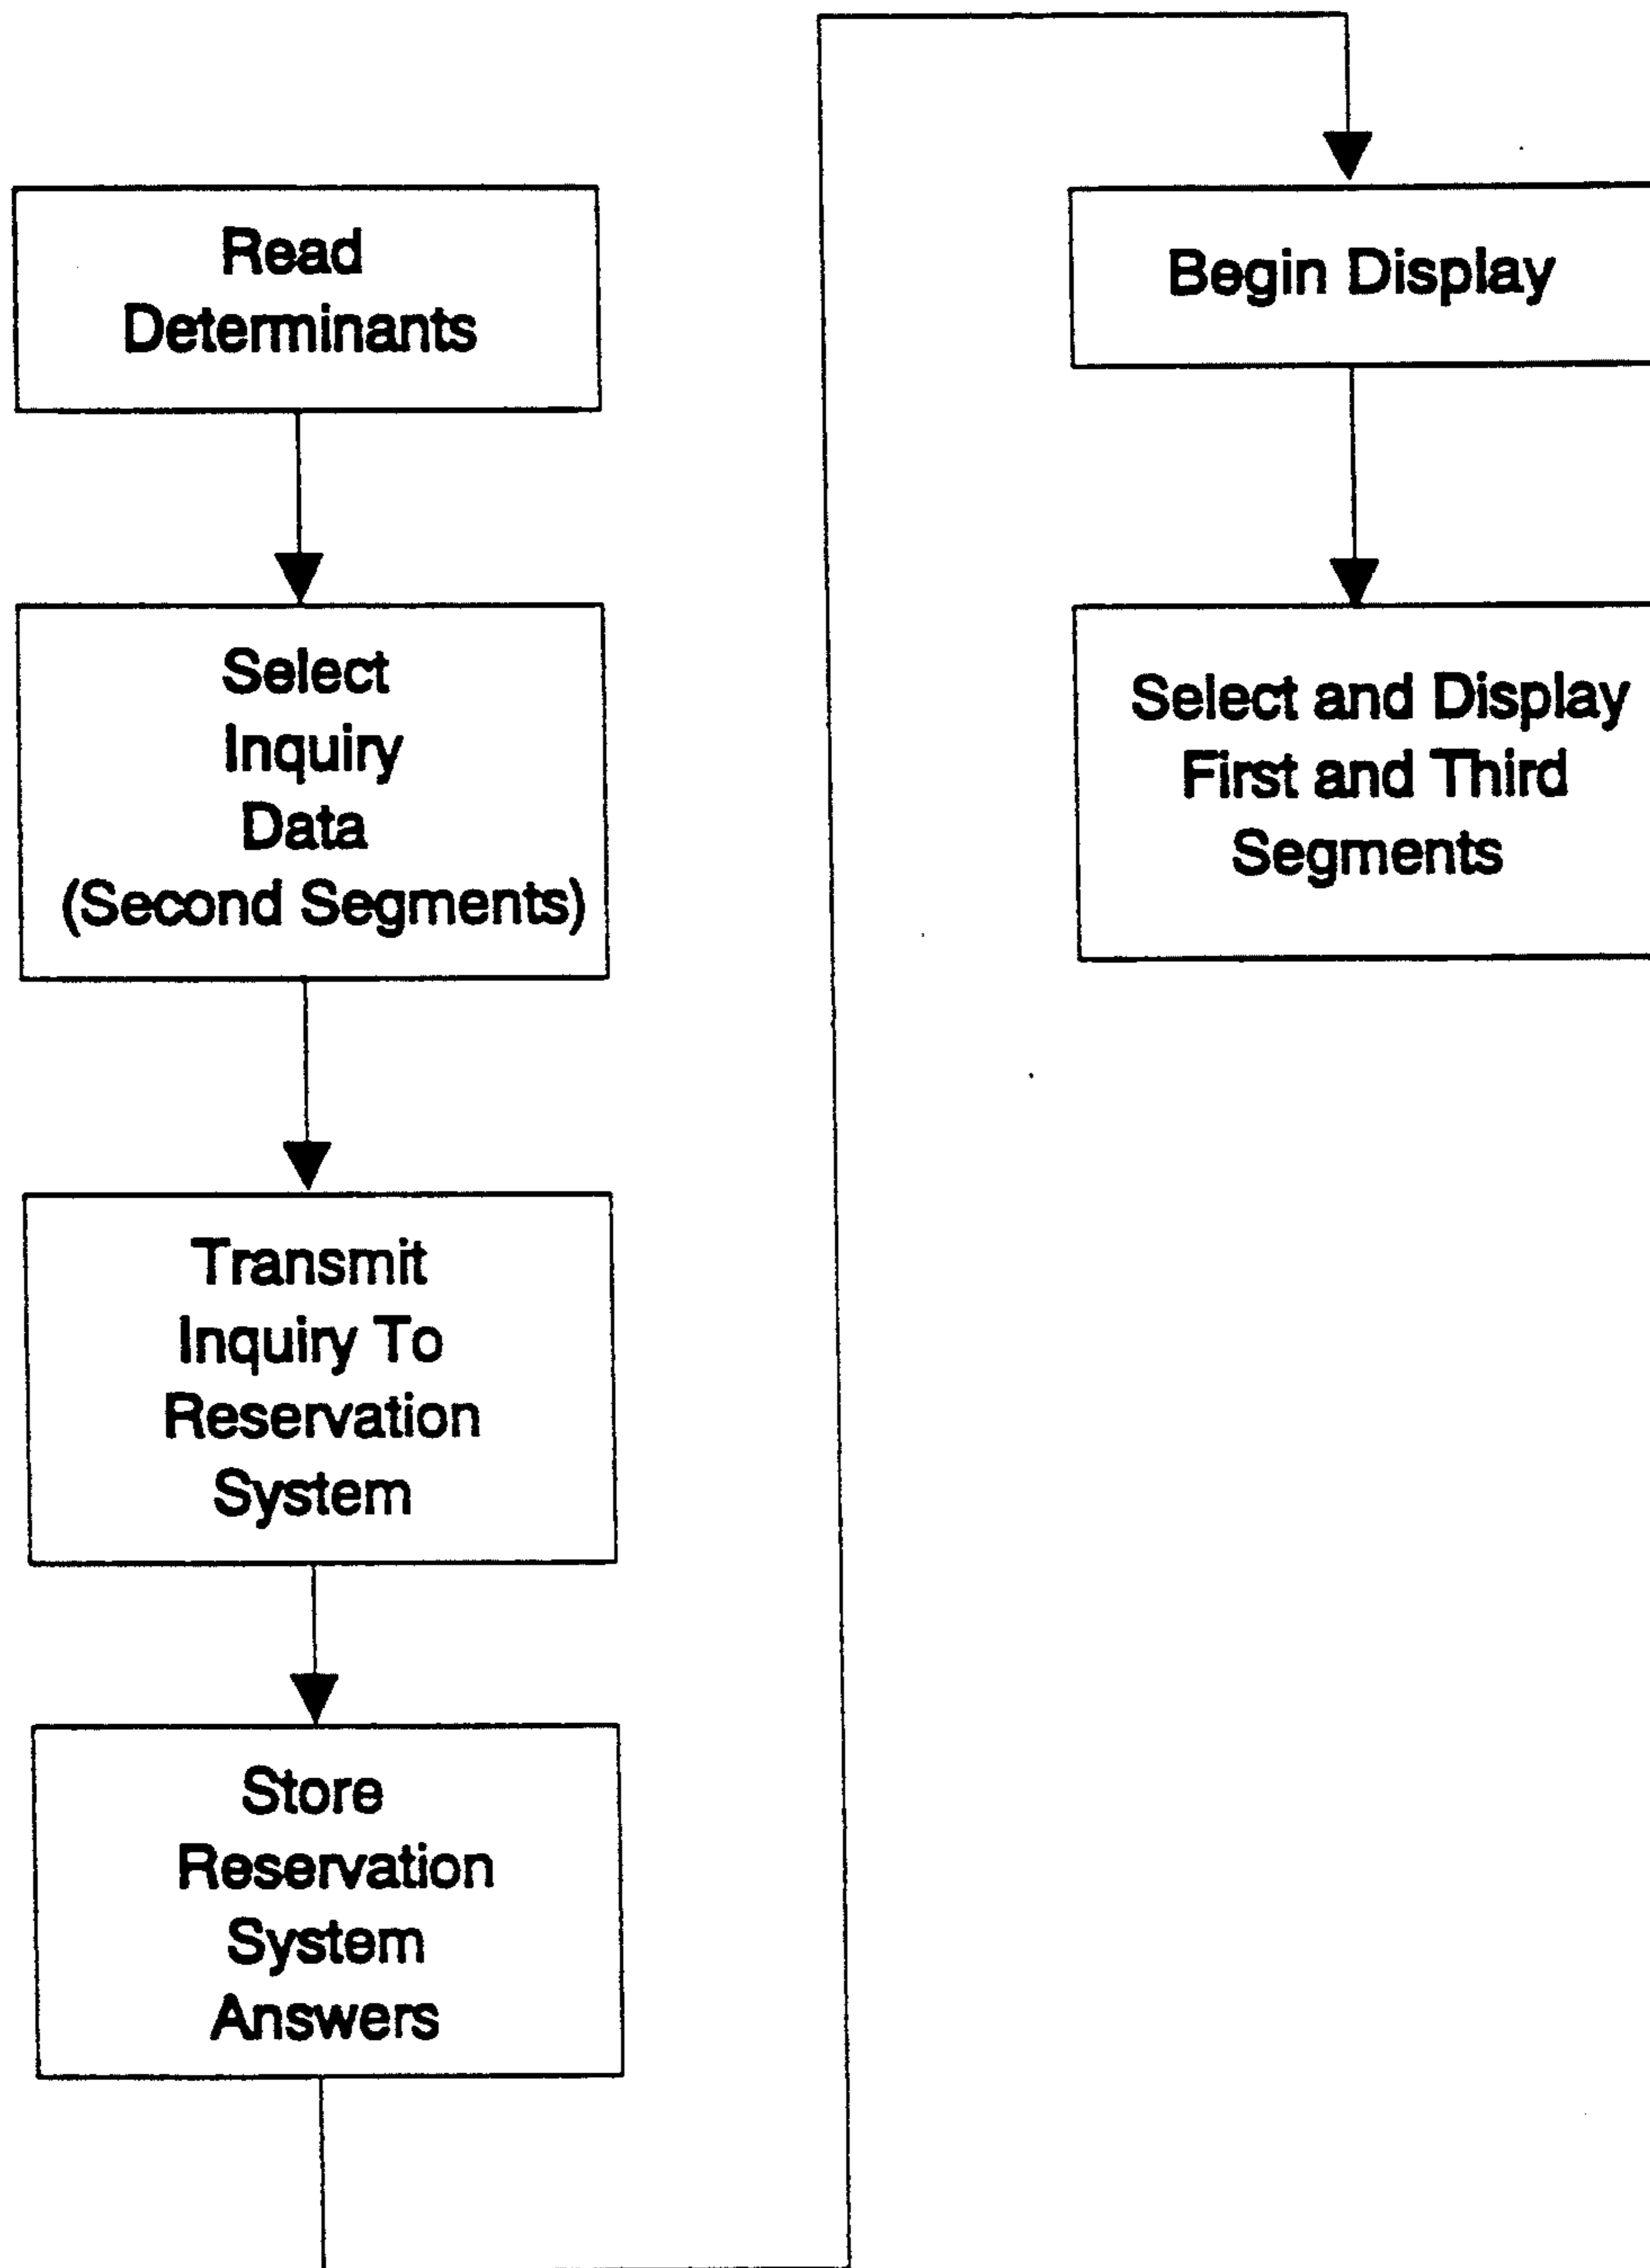 Read
Determinants
Select
Inquiry
Data
(Second Segments)
Transmit
Inquiry To
Reservation
System
Store
Reservation
System
Answers
Begin Display
Select and Display
First and Third
Segments